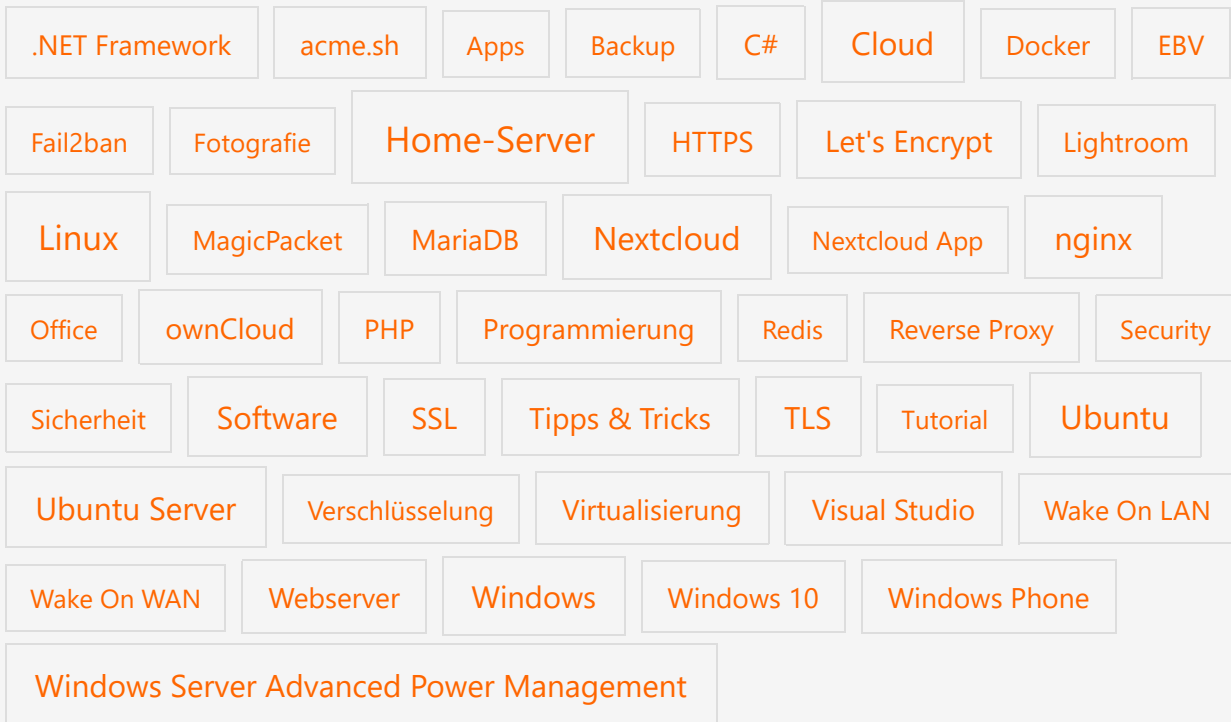 .NET Framework acme.sh Apps Backup C# Cloud Docker EBV
Fail2ban Fotografie Home-Server HTTPS Let's Encrypt Lightroom
Linux MagicPacket MariaDB Nextcloud Nextcloud App nginx
Office ownCloud PHP Programmierung Redis Reverse Proxy Security
Sicherheit Software SSL Tipps & Tricks TLS Tutorial Ubuntu
Ubuntu Server Verschlüsselung Virtualisierung Visual Studio Wake On LAN
Wake On WAN Webserver Windows Windows 10 Windows Phone
Windows Server Advanced Power Management